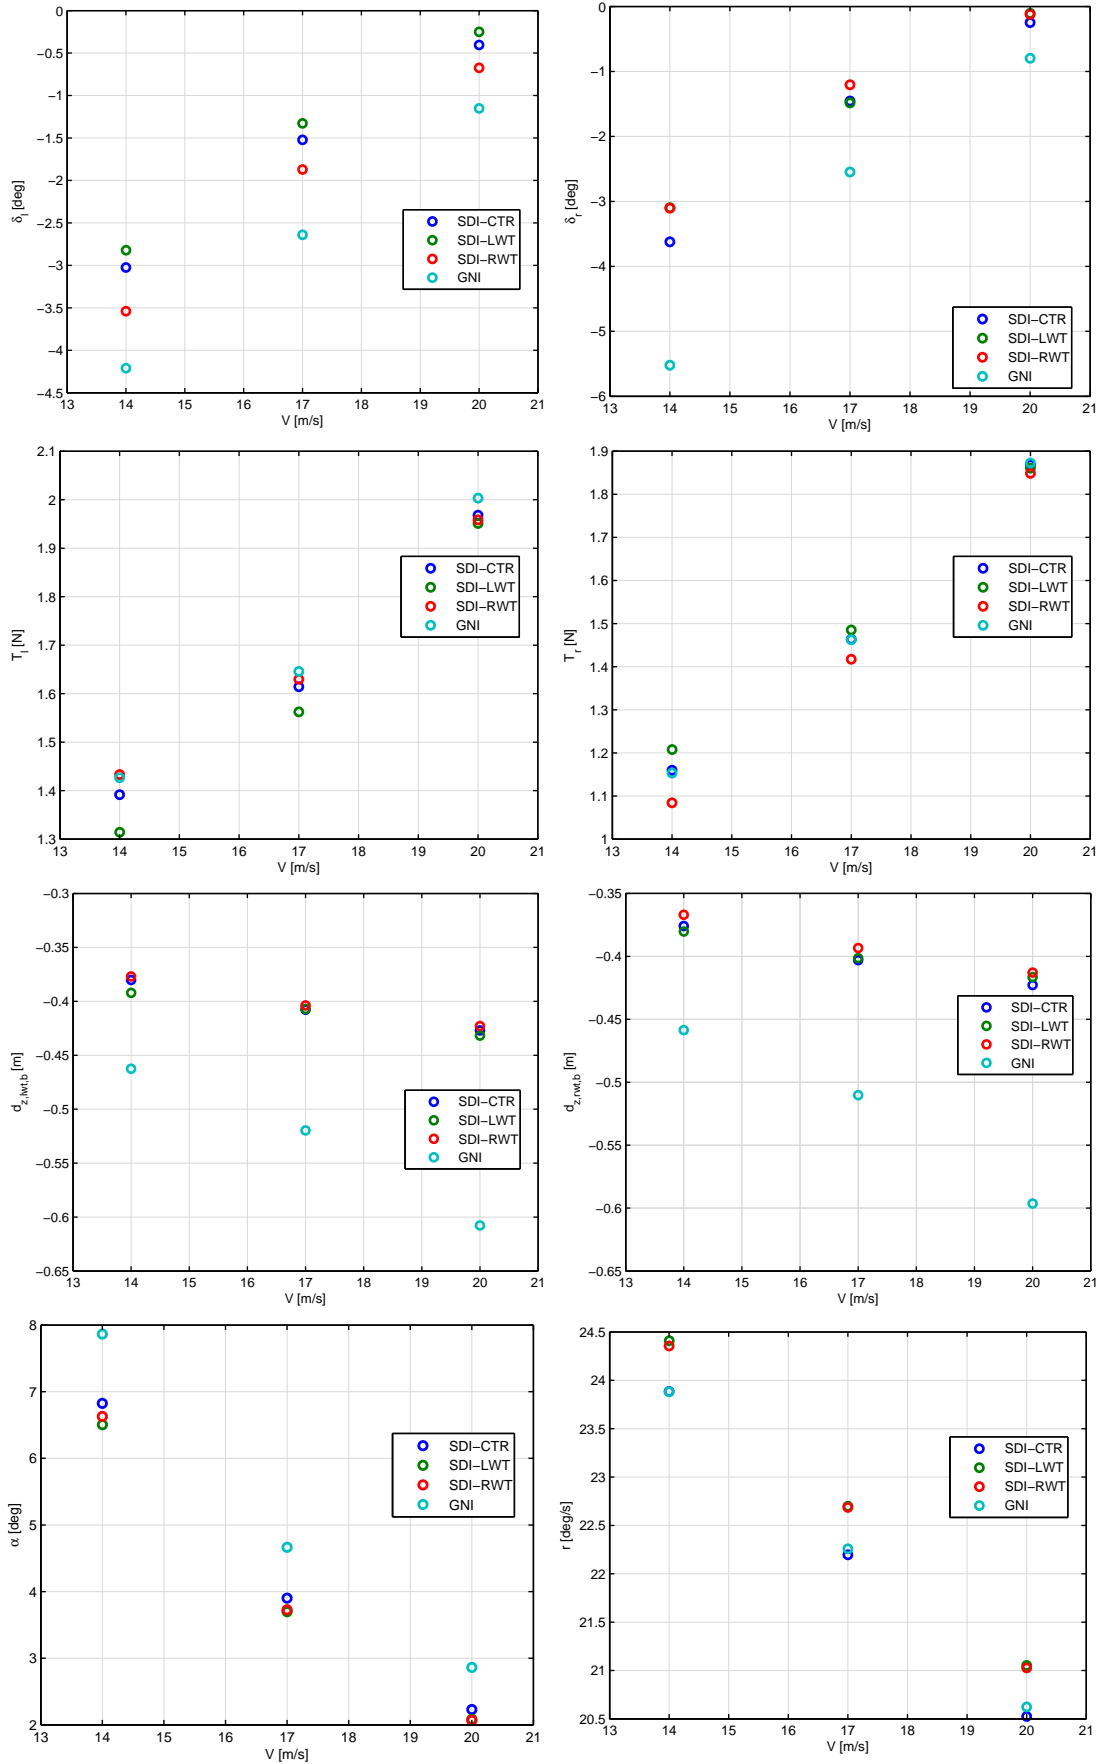 0
−0.5
−1
−1.5
−2
−2.5
−3
−3.5
−4
−4.5
13 14 15 16 17 18 19 20 21
V [m/s]
δl [deg]
SDI−CTR
SDI−LWT
SDI−RWT
GNI
0
−1
−2
−3
−4
−5
−6
13 14 15 16 17 18 19 20 21
V [m/s]
δr [deg]
SDI−CTR
SDI−LWT
SDI−RWT
GNI
2.1
2
1.9
1.8
1.7
1.6
1.5
1.4
1.3
13 14 15 16 17 18 19 20 21
V [m/s]
Tl [N]
SDI−CTR
SDI−LWT
SDI−RWT
GNI
1.9
1.8
1.7
1.6
1.5
1.4
1.3
1.2
1.1
1
13 14 15 16 17 18 19 20 21
V [m/s]
Tr [N]
SDI−CTR
SDI−LWT
SDI−RWT
GNI
−0.3
−0.35
−0.4
−0.45
−0.5
−0.55
−0.6
−0.65
13 14 15 16 17 18 19 20 21
V [m/s]
dz,lwt,b [m]
SDI−CTR
SDI−LWT
SDI−RWT
GNI
−0.35
−0.4
−0.45
−0.5
−0.55
−0.6
−0.65
13 14 15 16 17 18 19 20 21
V [m/s]
dz,rwt,b [m]
SDI−CTR
SDI−LWT
SDI−RWT
GNI
8
7
6
5
4
3
2
13 14 15 16 17 18 19 20 21
V [m/s]
α [deg]
SDI−CTR
SDI−LWT
SDI−RWT
GNI
24.5
24
23.5
23
22.5
22
21.5
21
20.5
13 14 15 16 17 18 19 20 21
V [m/s]
r [deg/s]
SDI−CTR
SDI−LWT
SDI−RWT
GNI